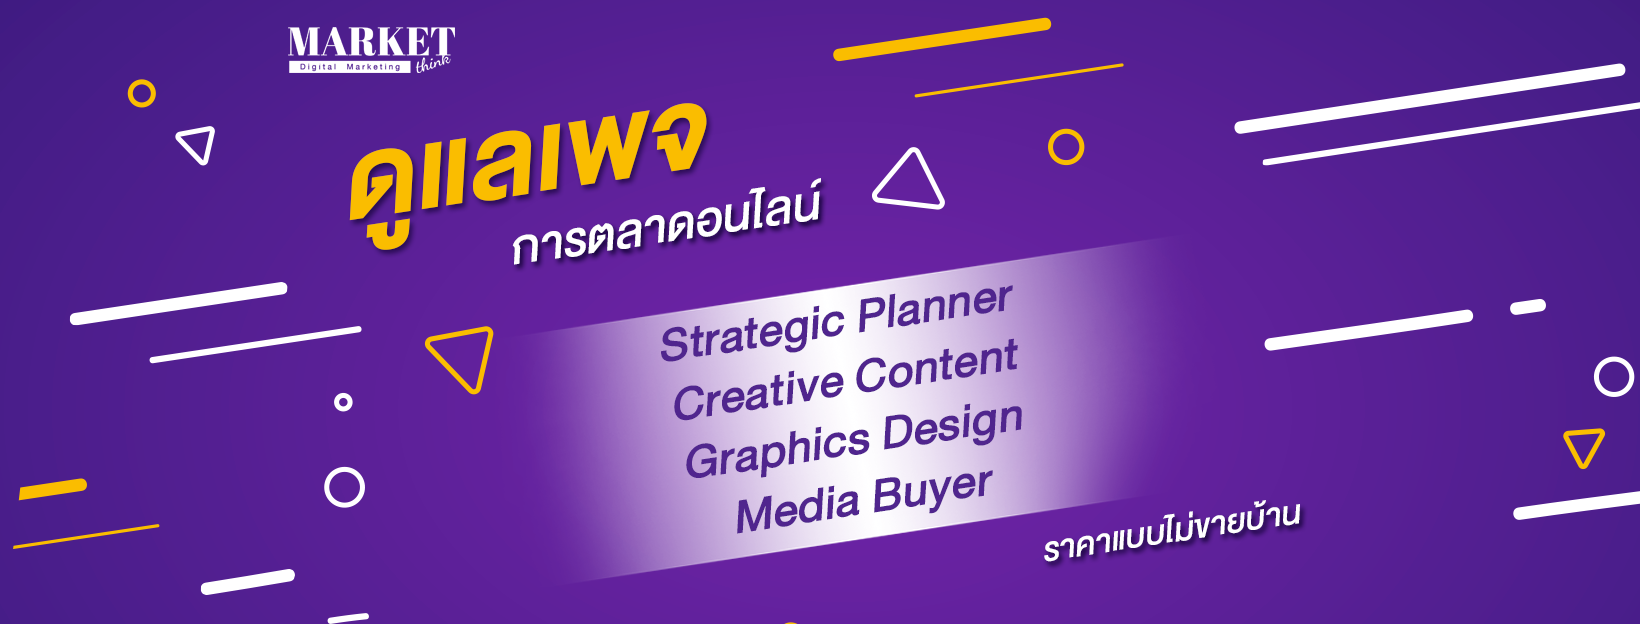 MARKET
Digital Marketing think
ดูแลเพจ
การตลาดอนไลน์
Strategic Planner
Creative Content
Graphics Design
Media Buyer
ราคาแบบไม่ขายบ้าน